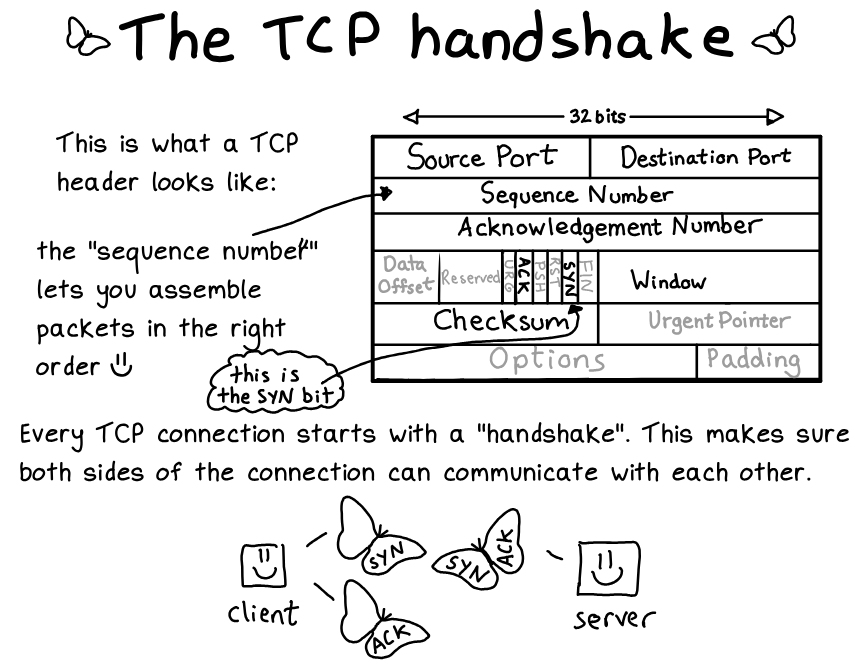 The TCP handshake
32 bits
This is what a TCP
header looks like:
the "sequence number"
lets you assemble
packets in the right
order
this is
the SYN bit
Source Port
Destination Port
Sequence Number
Acknowledgement Number
Data
Offset
Reserved
URG
ACK
PSH
RST
SYN
FIN
Window
Checksum
Urgent Pointer
Options
Padding
Every TCP connection starts with a "handshake". This makes sure
both sides of the connection can communicate with each other.
SYN
SYN
ACK
client
server
ACK